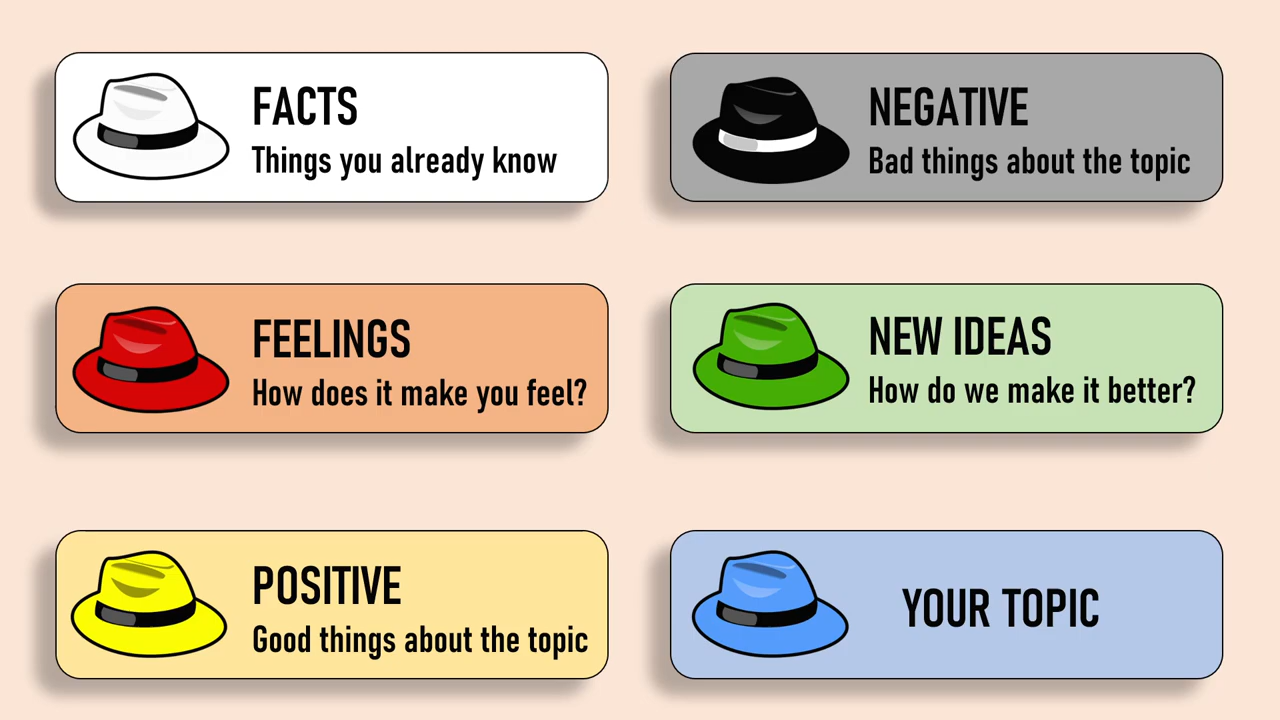 FACTS
Things you already know
NEGATIVE
Bad things about the topic
FEELINGS
How does it make you feel?
NEW IDEAS
How do we make it better?
POSITIVE
Good things about the topic
YOUR TOPIC